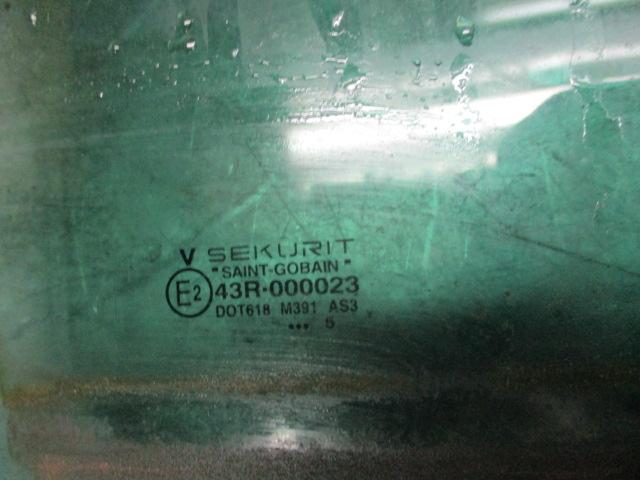 V SEKURIT
"SAINT-GOBAIN"
E2 43R·000023
DOT618 M391 AS3
••• 5